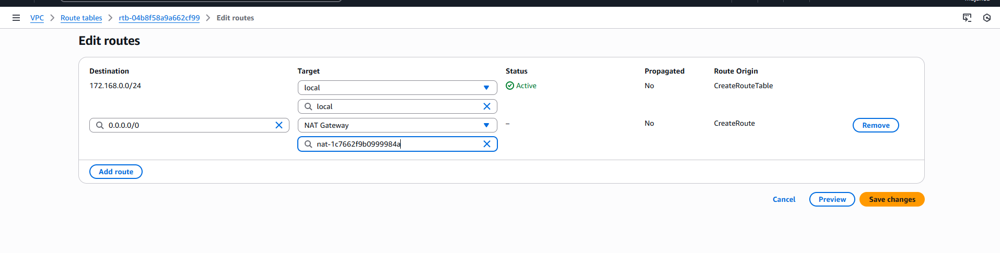 VPC > Route tables > rtb-04b8f58a9a662cf99 > Edit routes
Edit routes
Destination Target Status Propagated Route Origin
172.168.0.0/24 local Active No CreateRouteTable
local
0.0.0.0/0 NAT Gateway – No CreateRoute Remove
nat-1c7662f9b0999984a
Add route
Cancel Preview Save changes